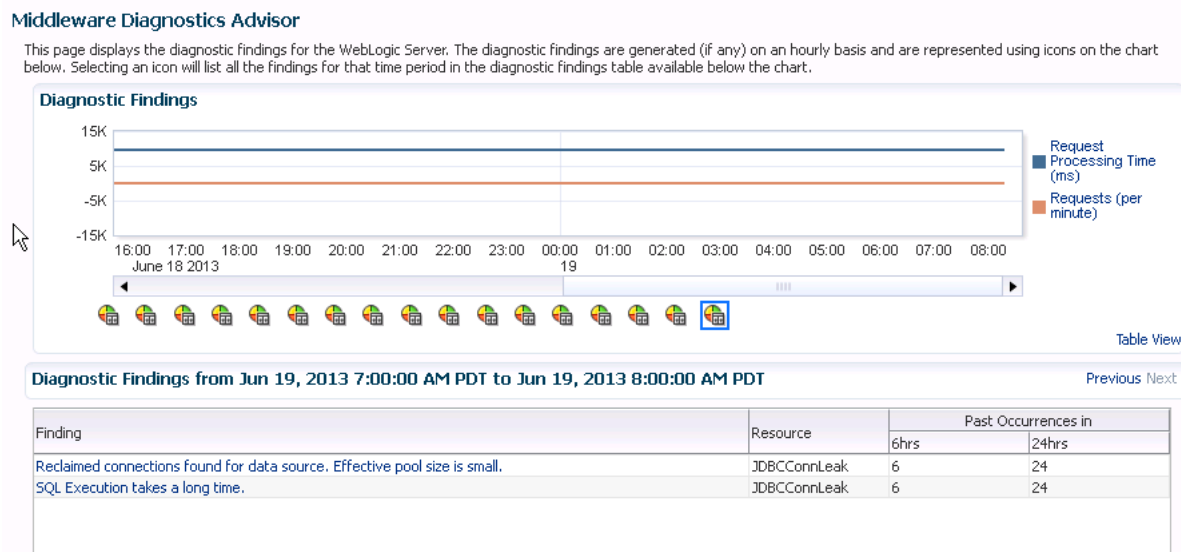 Middleware Diagnostics Advisor
This page displays the diagnostic findings for the WebLogic Server. The diagnostic findings are generated (if any) on an hourly basis and are represented using icons on the chart
below. Selecting an icon will list all the findings for that time period in the diagnostic findings table available below the chart.
Diagnostic Findings
15K
5K
-5K
-15K
Request
Processing Time
(ms)
Requests (per
minute)
16:00 17:00 18:00 19:00 20:00 21:00 22:00 23:00 00:00 01:00 02:00 03:00 04:00 05:00 06:00 07:00 08:00
June 18 2013 19
Table View
Diagnostic Findings from Jun 19, 2013 7:00:00 AM PDT to Jun 19, 2013 8:00:00 AM PDT Previous Next
Finding Resource Past Occurrences in
6hrs 24hrs
Reclaimed connections found for data source. Effective pool size is small. JDBCConnLeak 6 24
SQL Execution takes a long time. JDBCConnLeak 6 24